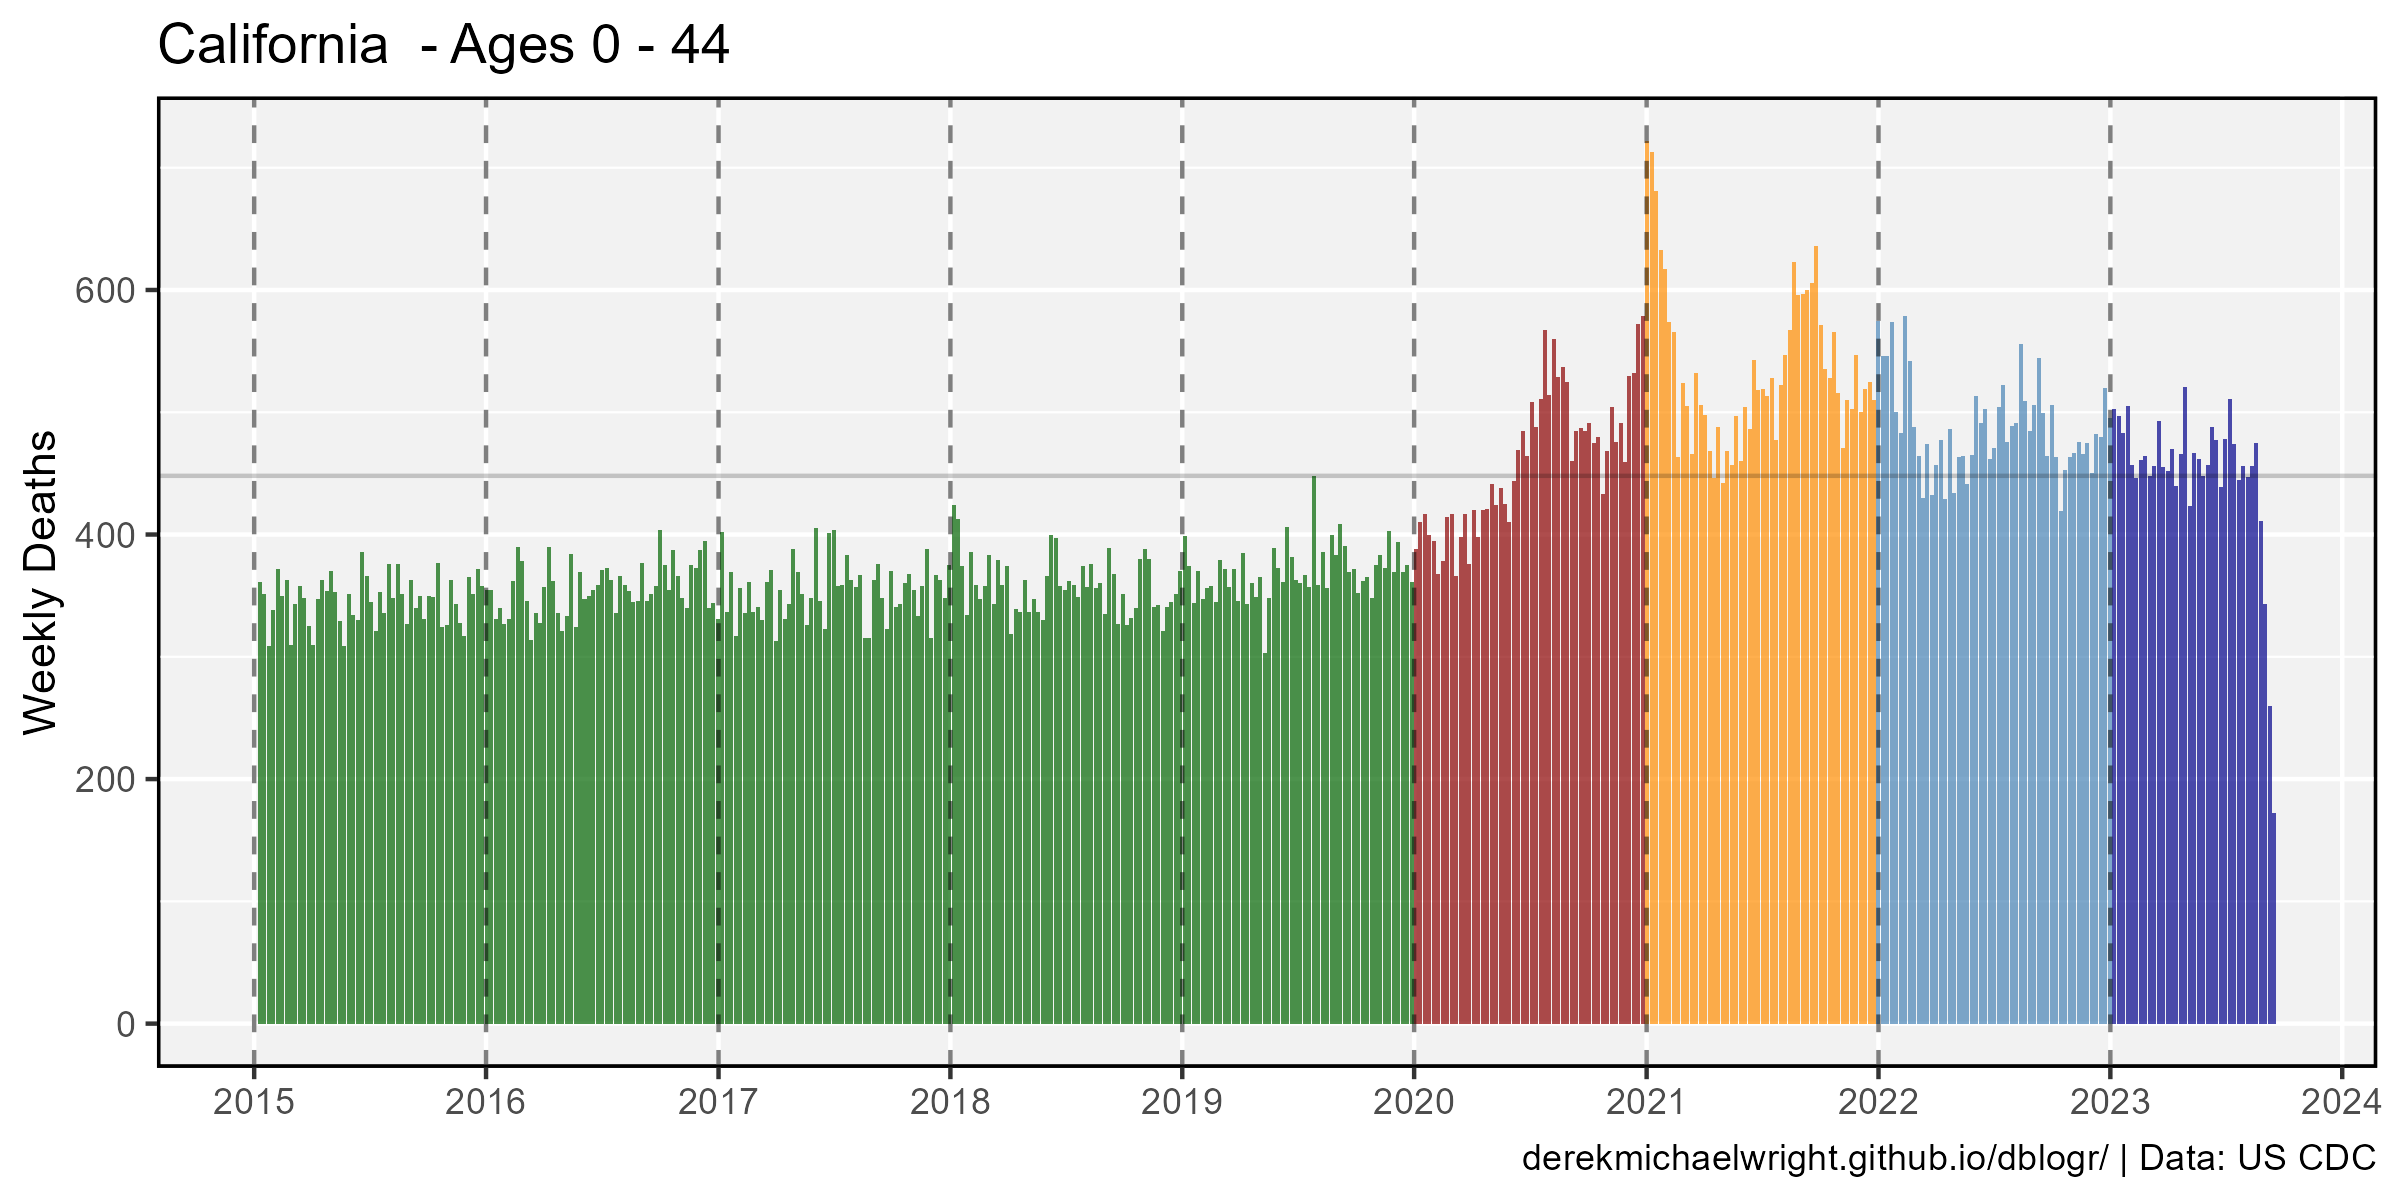 California  - Ages 0 - 44
Weekly Deaths
600
400
200
0
2015 2016 2017 2018 2019 2020 2021 2022 2023 2024
derekmichaelwright.github.io/dblogr/ | Data: US CDC